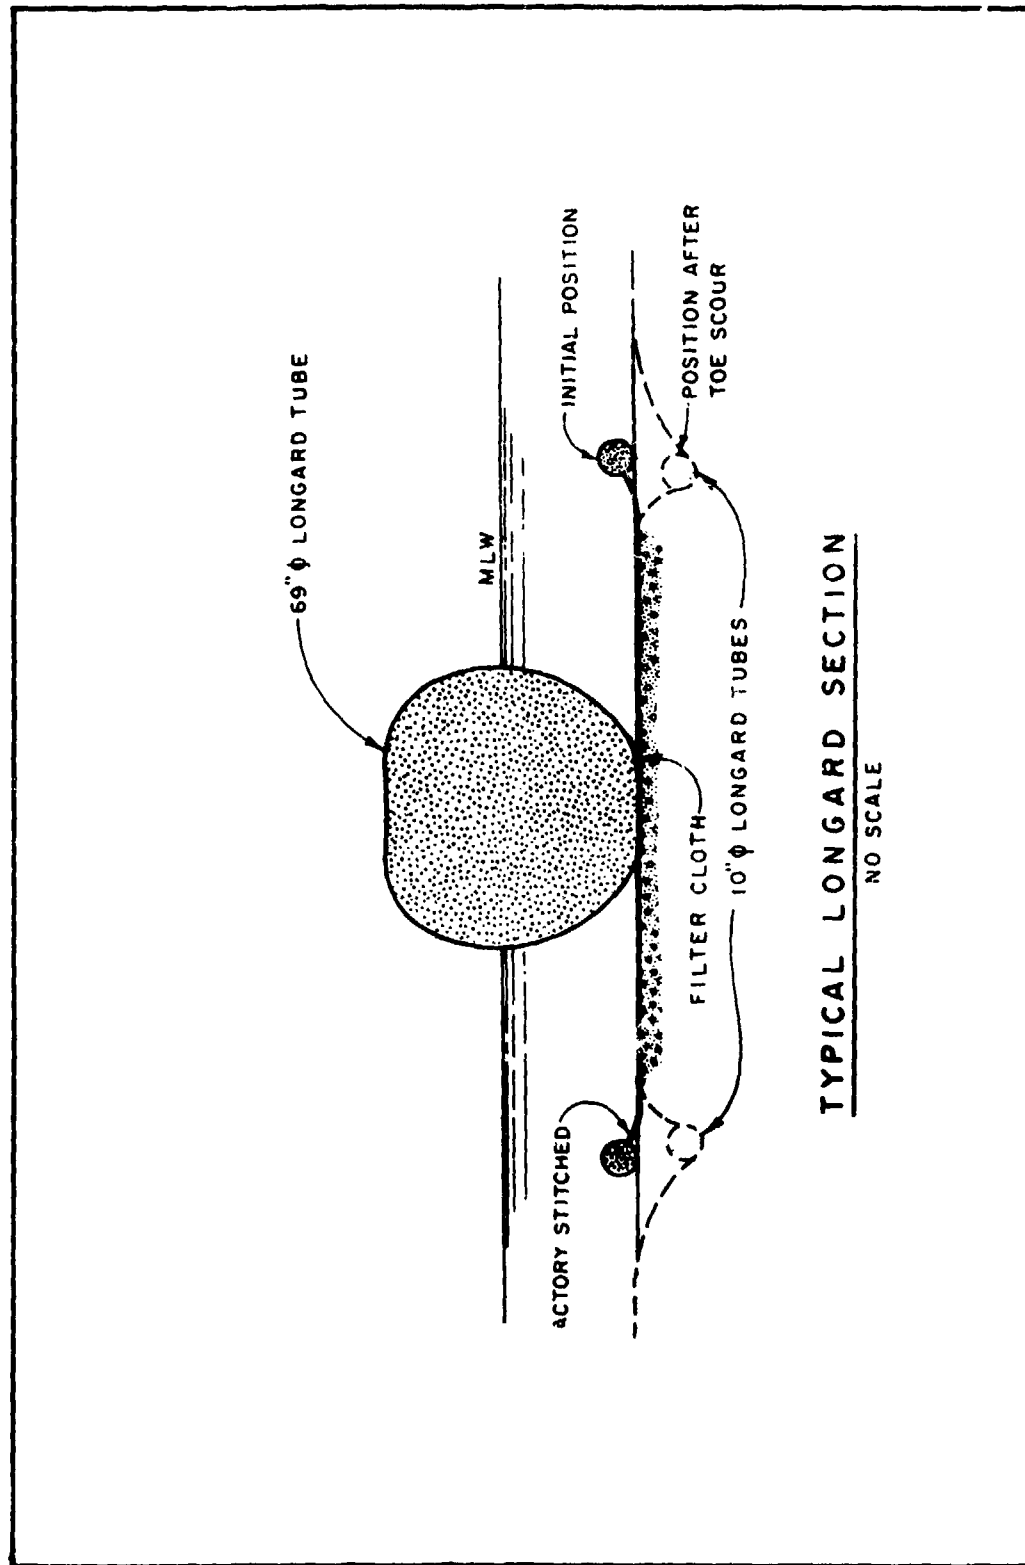 69"ϕ LONGARD TUBE
MLW
INITIAL POSITION
POSITION AFTER
TOE SCOUR
ACTORY STITCHED
FILTER CLOTH
10"ϕ LONGARD TUBES
TYPICAL LONGARD SECTION
NO SCALE